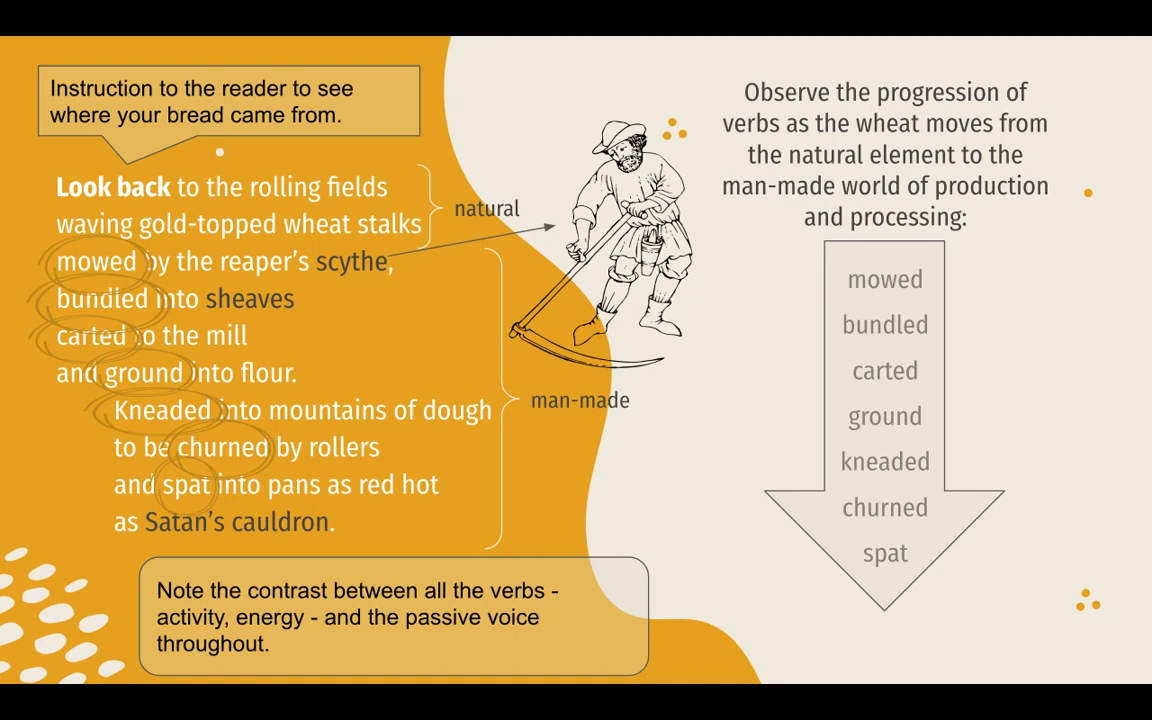 Instruction to the reader to see
where your bread came from.
Look back to the rolling fields
waving gold-topped wheat stalks
mowed by the reaper's scythe,
bundled into sheaves
carted to the mill
and ground into flour.
Kneaded into mountains of dough
to be churned by rollers
and spat into pans as red hot
as Satan's cauldron.
natural
man-made
Note the contrast between all the verbs -
activity, energy - and the passive voice
throughout.
Observe the progression of
verbs as the wheat moves from
the natural element to the
man-made world of production
and processing:
mowed
bundled
carted
ground
kneaded
churned
spat